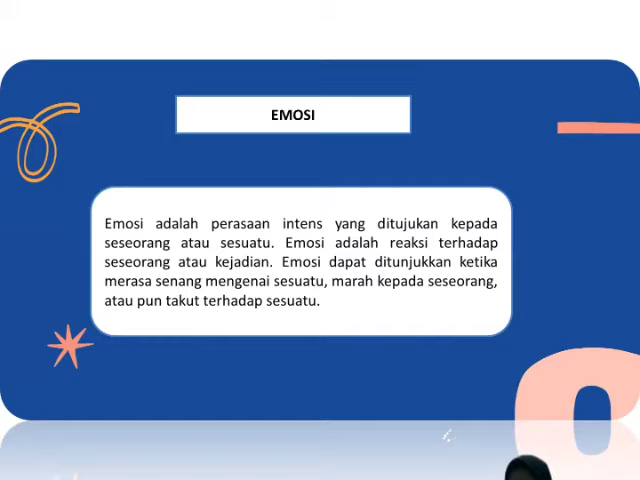 EMOSI
Emosi adalah perasaan intens yang ditujukan kepada
seseorang atau sesuatu. Emosi adalah reaksi terhadap
seseorang atau kejadian. Emosi dapat ditunjukkan ketika
merasa senang mengenai sesuatu, marah kepada seseorang,
atau pun takut terhadap sesuatu.